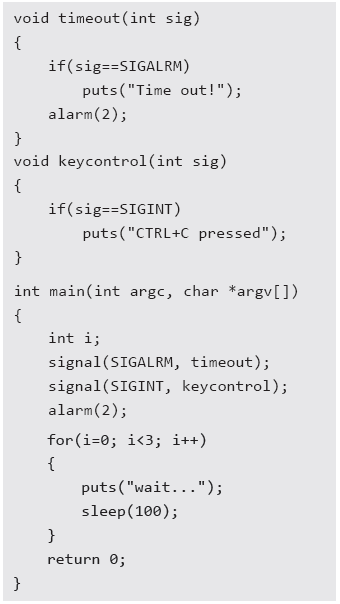 void timeout(int sig)
{
    if(sig==SIGALRM)
        puts("Time out!");
    alarm(2);
}
void keycontrol(int sig)
{
    if(sig==SIGINT)
        puts("CTRL+C pressed");
}
int main(int argc, char *argv[])
{
    int i;
    signal(SIGALRM, timeout);
    signal(SIGINT, keycontrol);
    alarm(2);
    for(i=0; i<3; i++)
    {
        puts("wait...");
        sleep(100);
    }
    return 0;
}